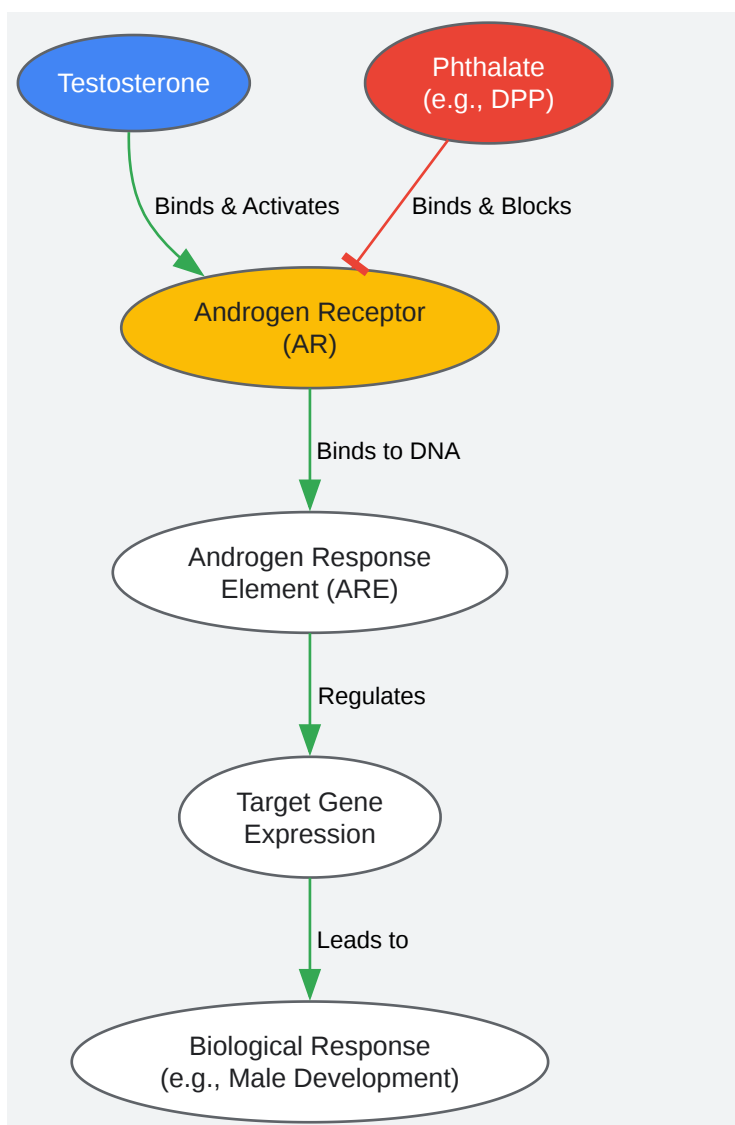 Testosterone
Phthalate
(e.g., DPP)
Binds & Activates
Binds & Blocks
Androgen Receptor
(AR)
Binds to DNA
Androgen Response
Element (ARE)
Regulates
Target Gene
Expression
Leads to
Biological Response
(e.g., Male Development)